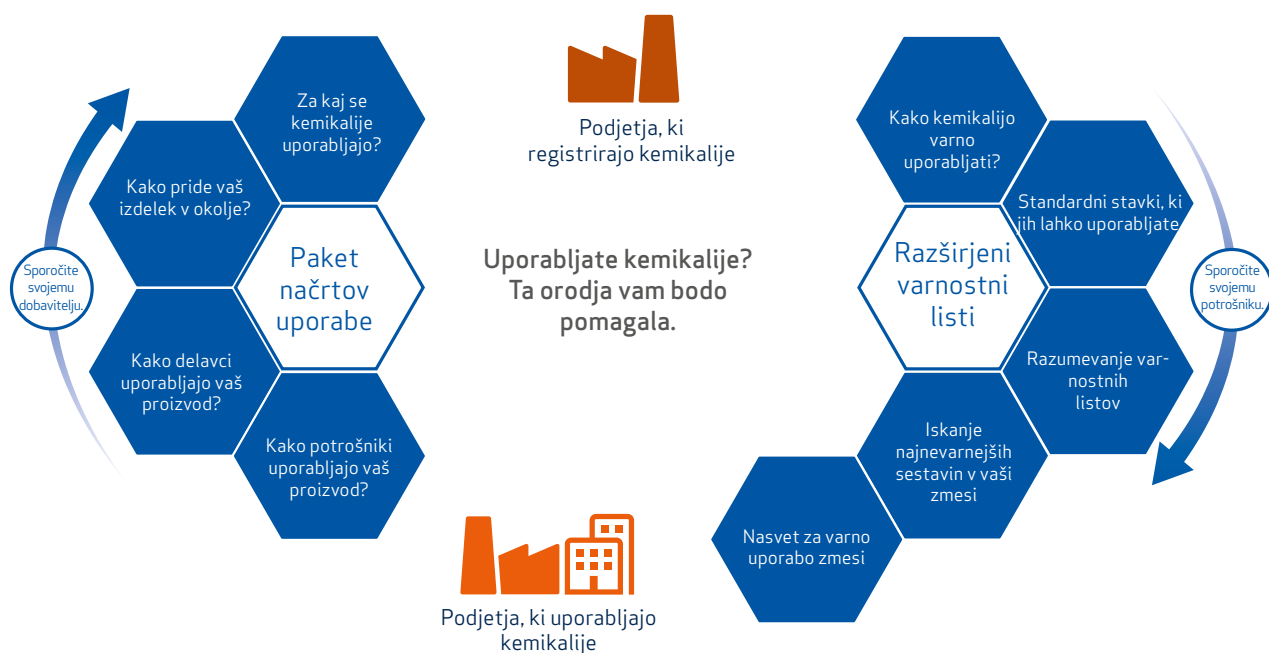 Podjetja, ki
registrirajo kemikalije
Za kaj se
kemikalije
uporabljajo?
Kako pride vaš
izdelek v okolje?
Paket
načrtov
uporabe
Sporočite
svojemu
dobavitelju.
Kako delavci
uporabljajo vaš
proizvod?
Kako potrošniki
uporabljajo vaš
proizvod?
Uporabljate kemikalije?
Ta orodja vam bodo
pomagala.
Kako kemikalijo
varno
uporabljati?
Standardni stavki, ki
jih lahko uporabljate
Razširjeni
varnostni
listi
Sporočite
svojemu
potrošniku.
Razumevanje var-
nostnih
listov
Iskanje
najnevarnejših
sestavin v vaši
zmesi
Nasvet za varno
uporabo zmesi
Podjetja, ki uporabljajo
kemikalije